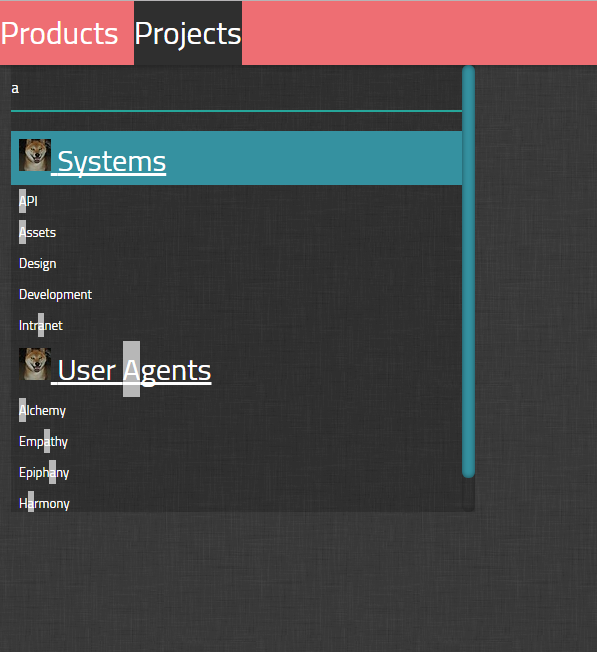 Products Projects
a
Systems
API
Assets
Design
Development
Intranet
User Agents
Alchemy
Empathy
Epiphany
Harmony